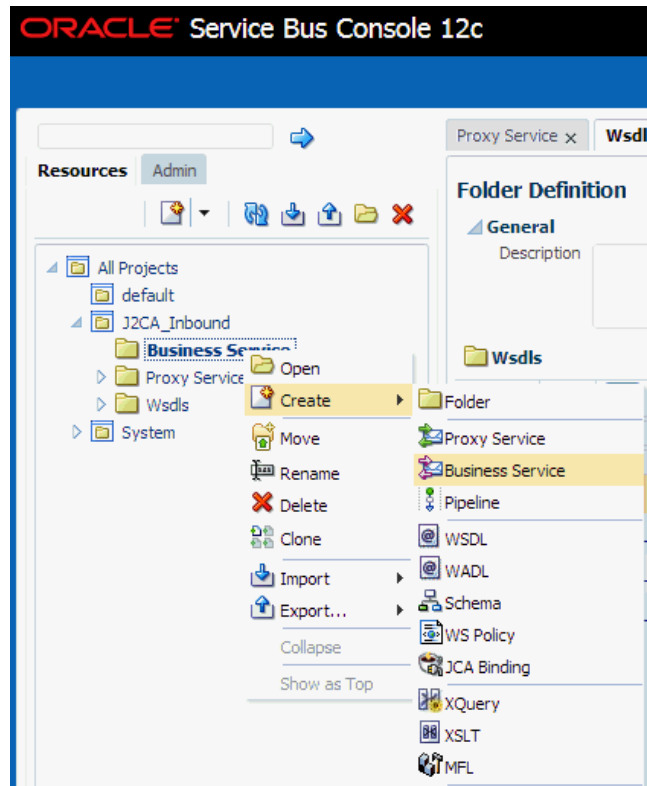 ORACLE Service Bus Console 12c
Proxy Service
Wsdl
Resources
Admin
Folder Definition
General
Description
All Projects
default
J2CA_Inbound
Business Service
Proxy Service
Wsdls
System
Wsdls
Open
Create
Move
Rename
Delete
Clone
Import
Export...
Collapse
Show as Top
Folder
Proxy Service
Business Service
Pipeline
WSDL
WADL
Schema
WS Policy
JCA Binding
XQuery
XSLT
MFL